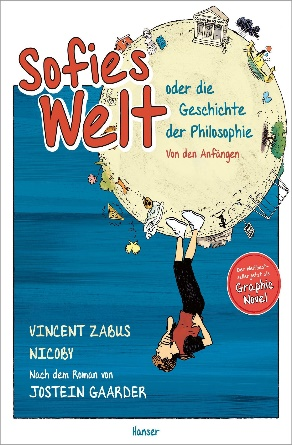 Sofies
Welt
oder die
Geschichte
der Philosophie
Von den Anfängen
Graphic
Novel
VINCENT ZABUS
NICOBY
Nach dem Roman von
JOSTEIN GAARDER
Hanser